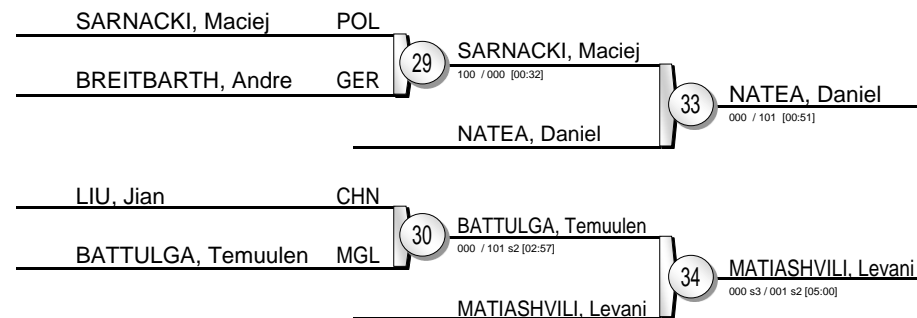 SARNACKI, Maciej POL
BREITBARTH, Andre GER
29
SARNACKI, Maciej
100 / 000 [00:32]
NATEA, Daniel
33
NATEA, Daniel
000 / 101 [00:51]
LIU, Jian CHN
BATTULGA, Temuulen MGL
30
BATTULGA, Temuulen
000 / 101 s2 [02:57]
MATIASHVILI, Levani
34
MATIASHVILI, Levani
000 s3 / 001 s2 [05:00]